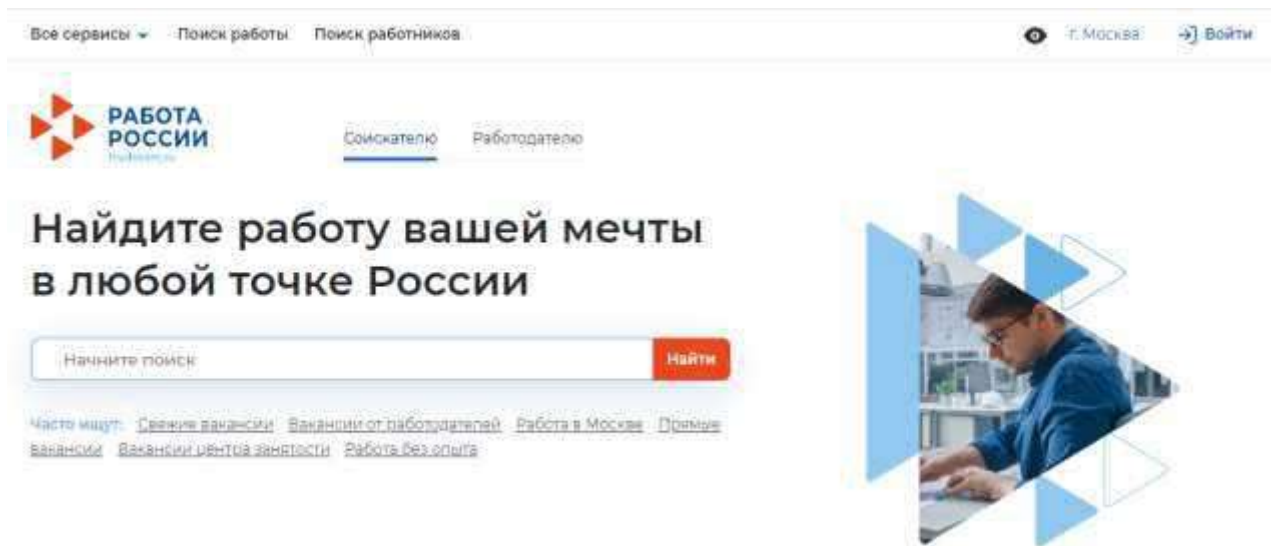 Все сервисы Поиск работы Поиск работников г. Москва Войти
РАБОТА
РОССИИ
Соискателю Работодателю
Найдите работу вашей мечты
в любой точке России
Начните поиск Найти
Часто ищут: Свежие вакансии Вакансии от работодателей Работа в Москве Прямые
вакансии Вакансии центра занятости Работа без опыта